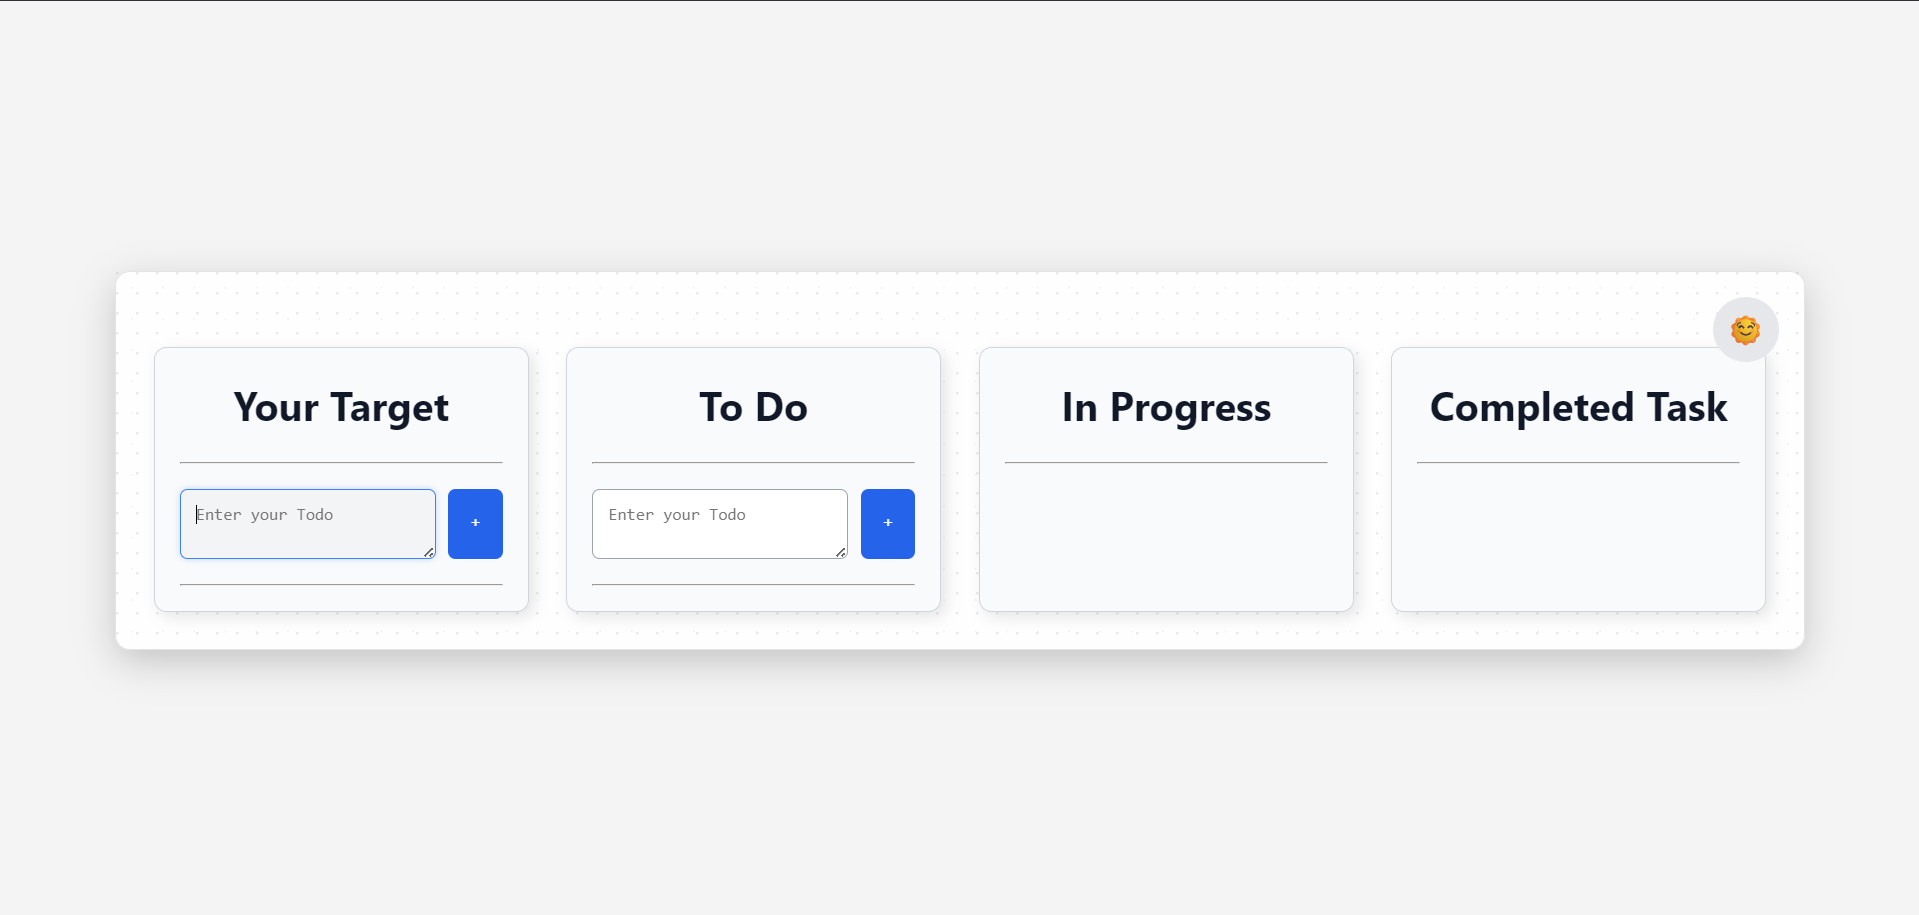 Your Target
Enter your Todo
+
To Do
Enter your Todo
+
In Progress
Completed Task